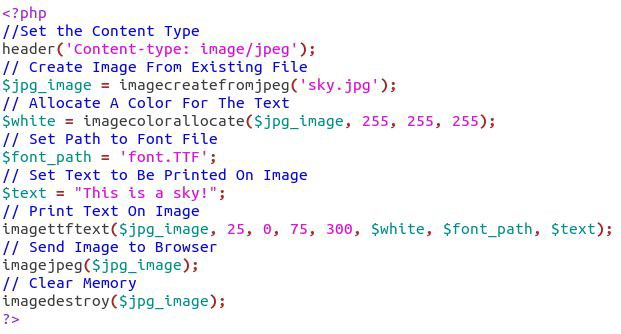 <?php
//Set the Content Type
header('Content-type: image/jpeg');
// Create Image From Existing File
$jpg_image = imagecreatefromjpeg('sky.jpg');
// Allocate A Color For The Text
$white = imagecolorallocate($jpg_image, 255, 255, 255);
// Set Path to Font File
$font_path = 'font.TTF';
// Set Text to Be Printed On Image
$text = "This is a sky!";
// Print Text On Image
imagettftext($jpg_image, 25, 0, 75, 300, $white, $font_path, $text);
// Send Image to Browser
imagejpeg($jpg_image);
// Clear Memory
imagedestroy($jpg_image);
?>